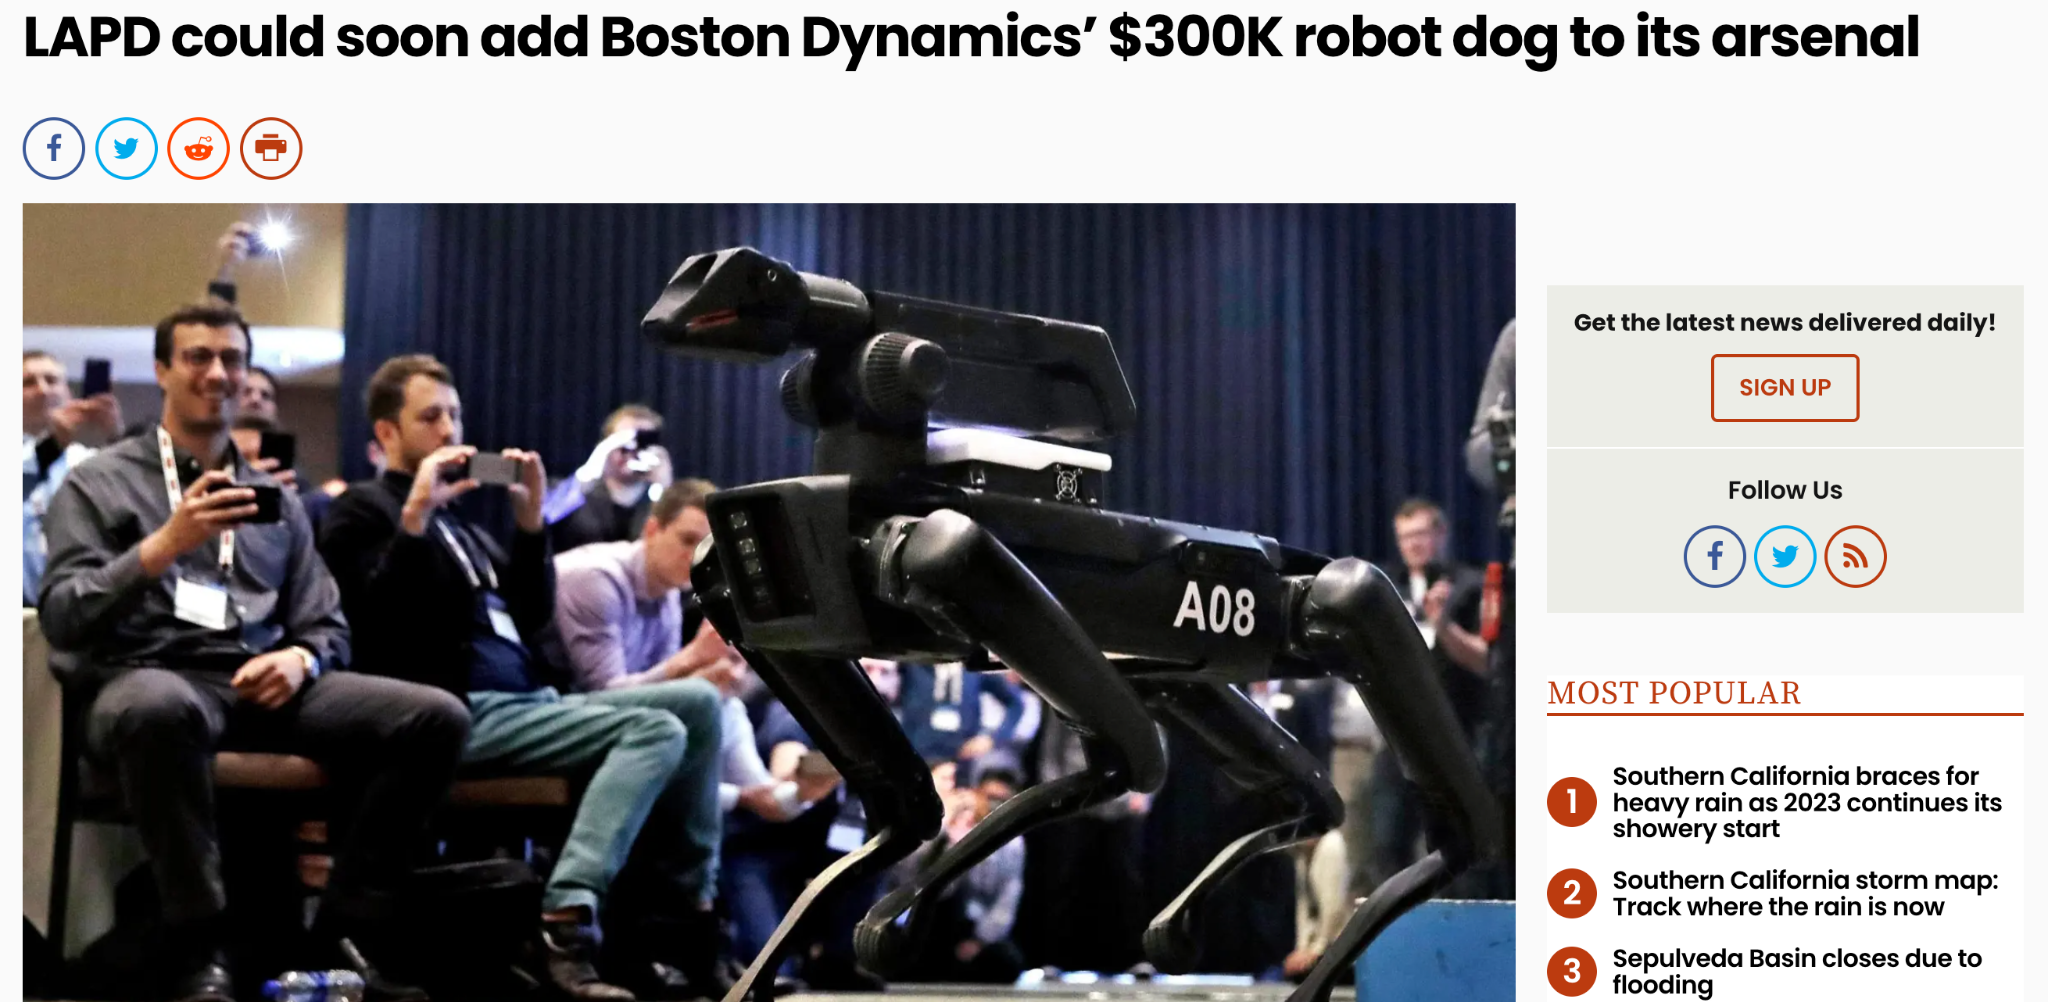 LAPD could soon add Boston Dynamics’ $300K robot dog to its arsenal
A08
Get the latest news delivered daily!
SIGN UP
Follow Us
MOST POPULAR
1
Southern California braces for
heavy rain as 2023 continues its
showery start
2
Southern California storm map:
Track where the rain is now
3
Sepulveda Basin closes due to
flooding